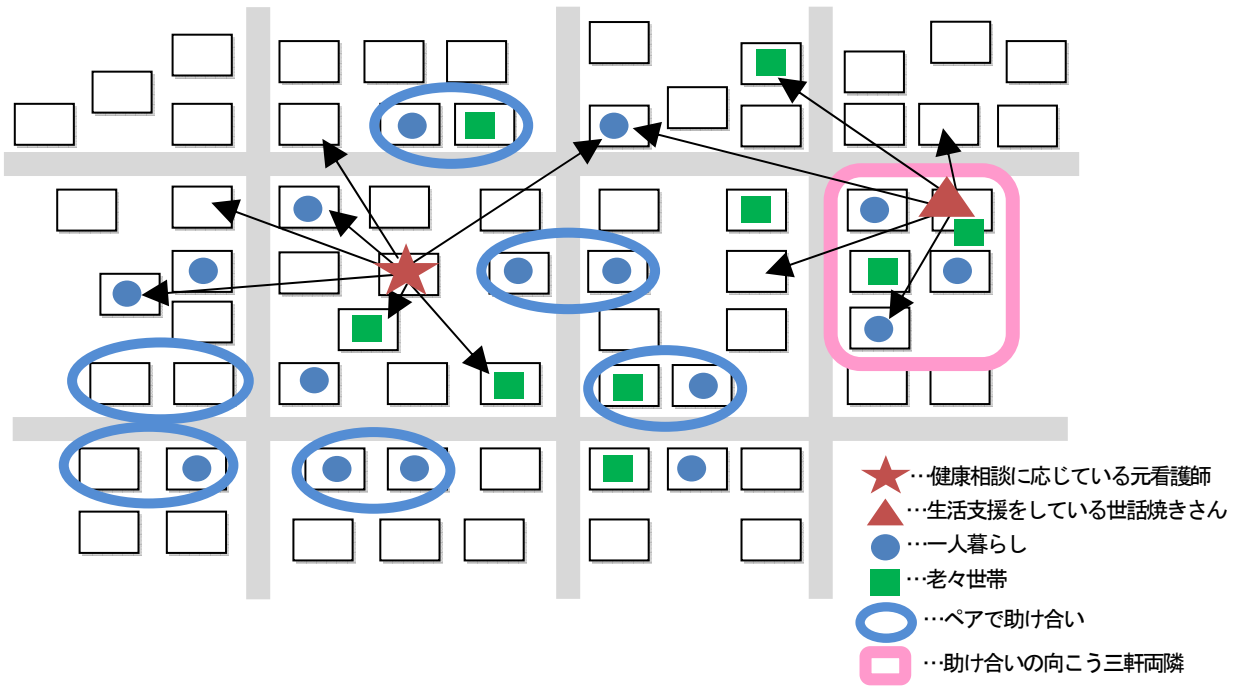 …健康相談に応じている元看護師
…生活支援をしている世話焼きさん
…一人暮らし
…老々世帯
…ペアで助け合い
…助け合いの向こう三軒両隣